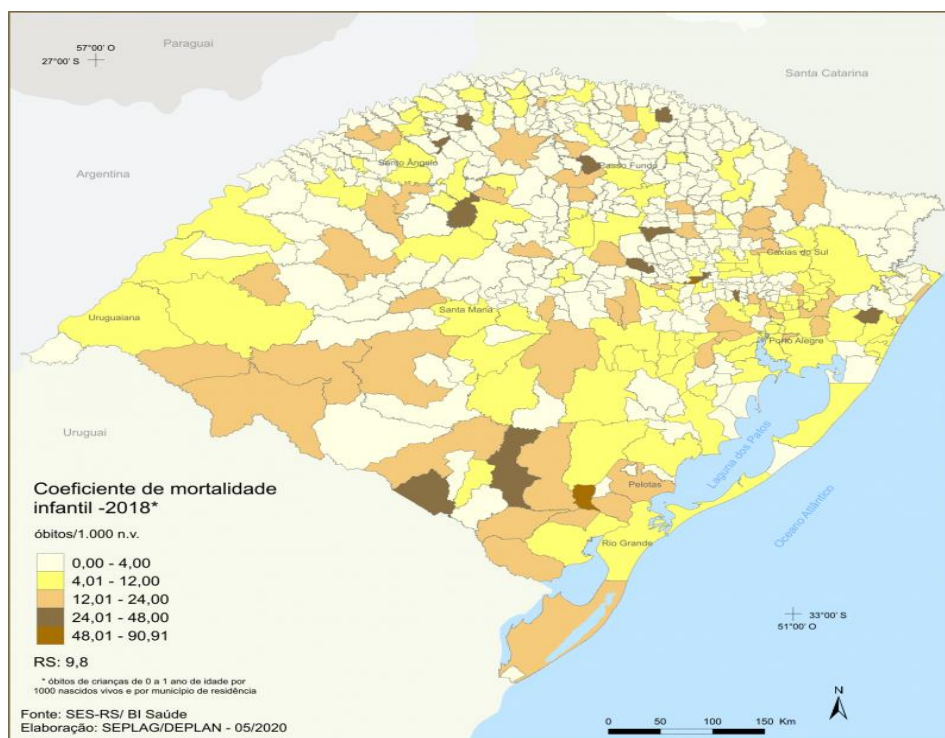 Paraguai
57°00' O
27°00' S
Santa Catarina
Argentina
Santo Ângelo
Passo Fundo
Caxias do Sul
Uruguaiana
Santa Maria
Porto Alegre
Uruguai
Laguna dos Patos
Pelotas
Oceano Atlântico
Rio Grande
33°00' S
51°00' O
Coeficiente de mortalidade
infantil -2018*
óbitos/1.000 n.v.
0,00 - 4,00
4,01 - 12,00
12,01 - 24,00
24,01 - 48,00
48,01 - 90,91
RS: 9,8
* óbitos de crianças de 0 a 1 ano de idade por
1000 nascidos vivos e por município de residência
Fonte: SES-RS/ BI Saúde
Elaboração: SEPLAG/DEPLAN - 05/2020
N
0 50 100 150 Km